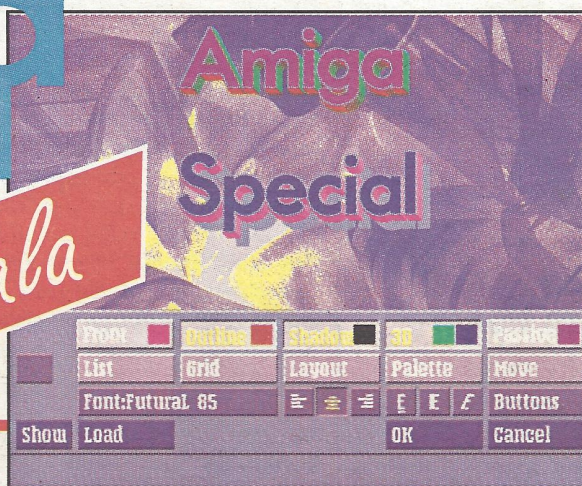 Amiga
Special
ala
Front Outline Shadow 3D Passive
List Grid Layout Palette Move
Font:Futural 85 E E E Buttons
Show Load OK Cancel